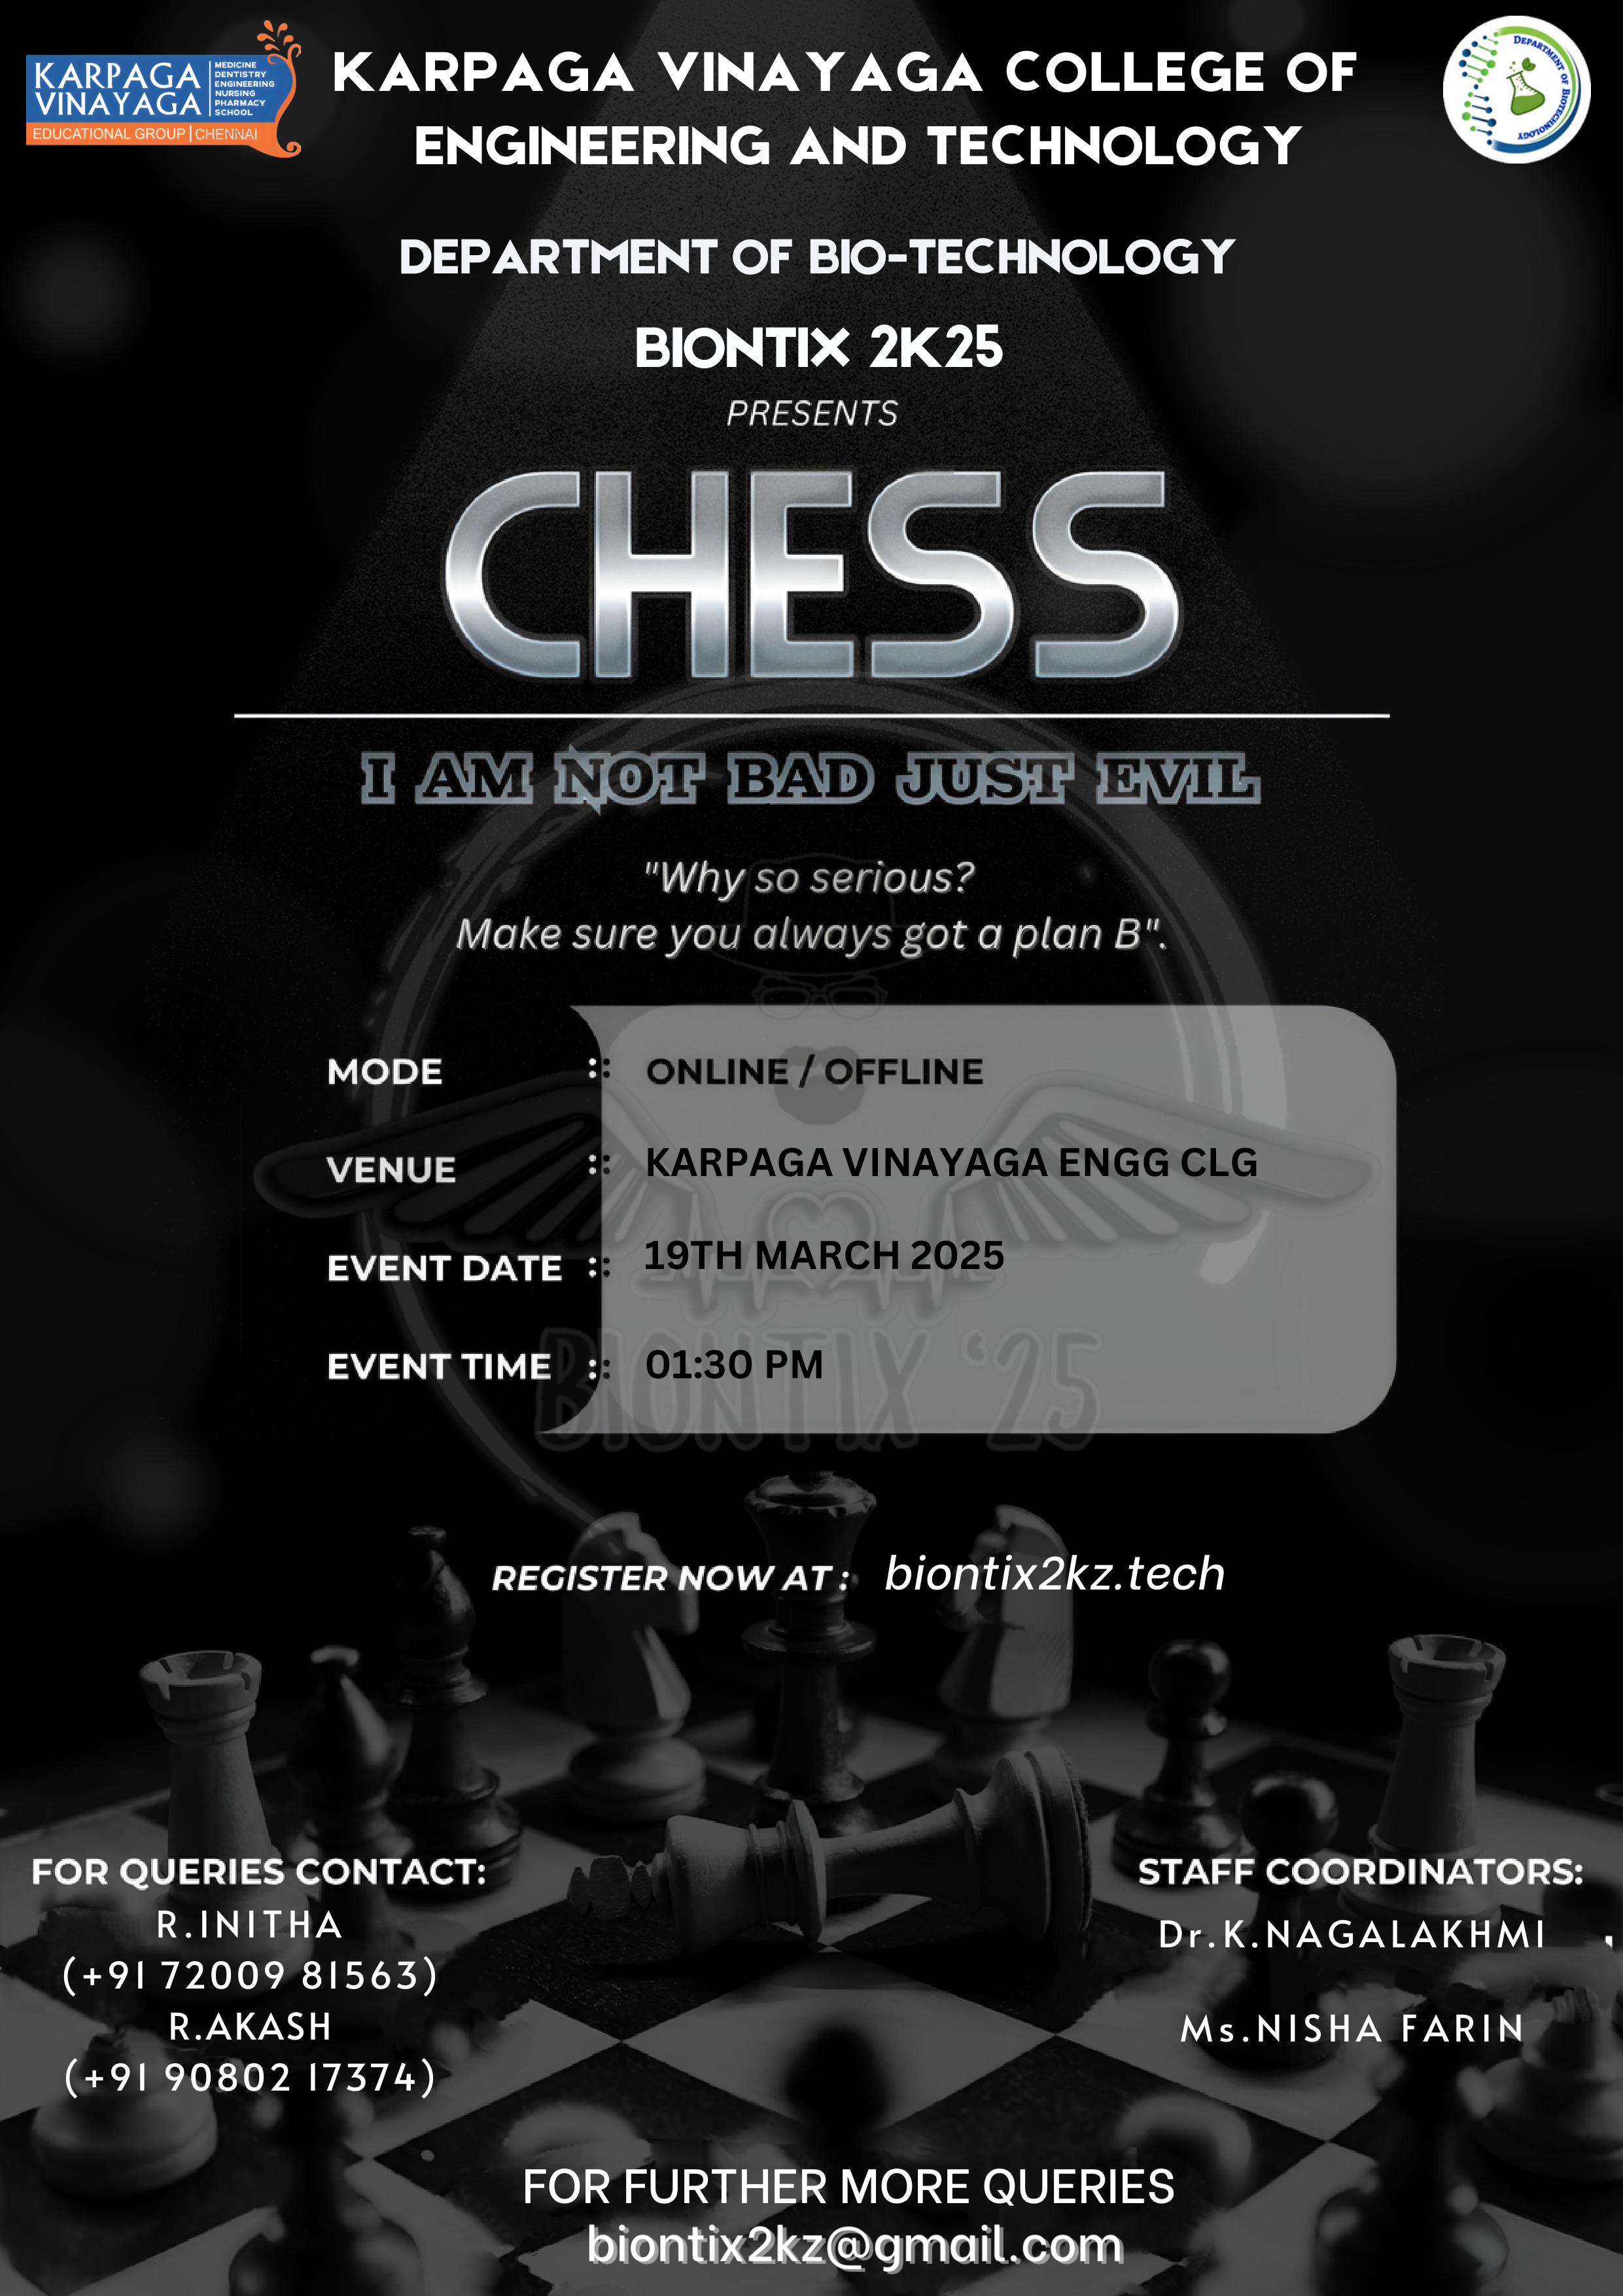 KARPAGA
VINAYAGA
MEDICINE
DENTISTRY
ENGINEERING
NURSING
PHARMACY
SCHOOL
EDUCATIONAL GROUP | CHENNAI
KARPAGA VINAYAGA COLLEGE OF
ENGINEERING AND TECHNOLOGY
DEPARTMENT OF BIOTECHNOLOGY
DEPARTMENT OF BIO-TECHNOLOGY
BIONTIX 2K25
PRESENTS
CHESS
I AM NOT BAD JUST EVIL
"Why so serious?
Make sure you always got a plan B".
MODE :: ONLINE / OFFLINE
VENUE :: KARPAGA VINAYAGA ENGG CLG
EVENT DATE :: 19TH MARCH 2025
EVENT TIME :: 01:30 PM
BIONTIX '25
REGISTER NOW AT : biontix2kz.tech
FOR QUERIES CONTACT:
R.INITHA
(+91 72009 81563)
R.AKASH
(+91 90802 17374)
STAFF COORDINATORS:
Dr.K.NAGALAKHMI
Ms.NISHA FARIN
FOR FURTHER MORE QUERIES
biontix2kz@gmail.com